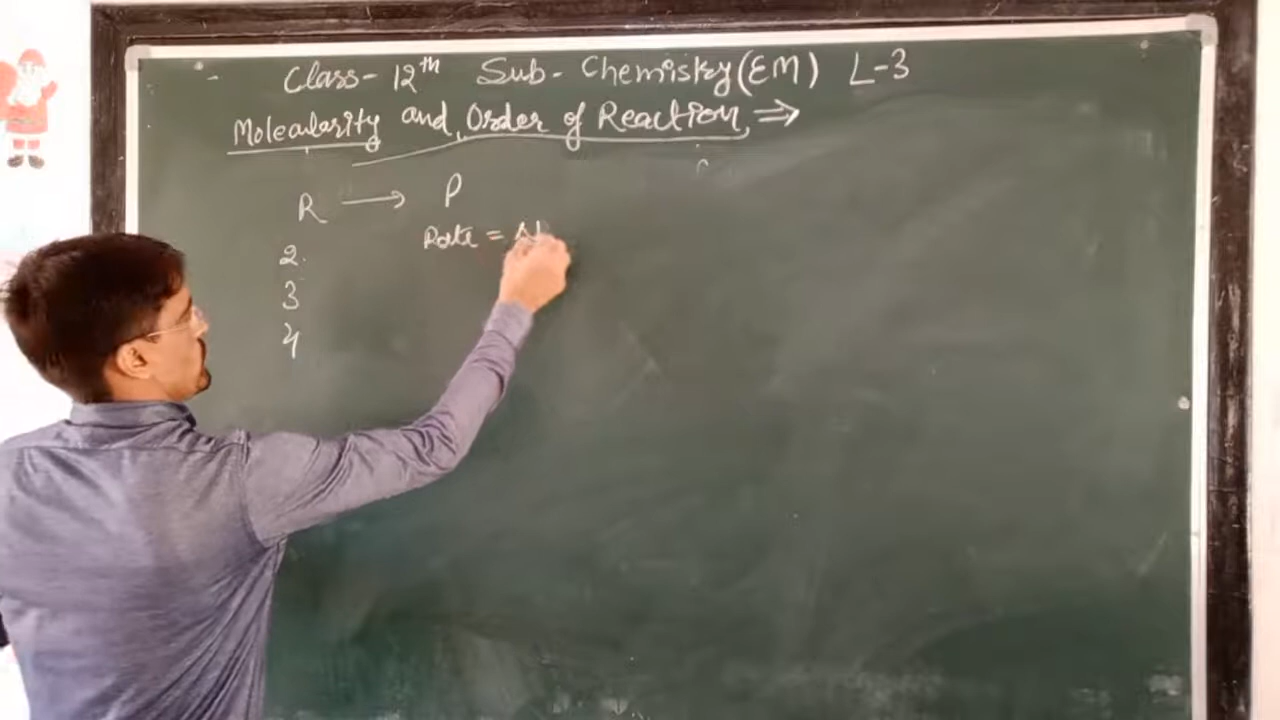 Class- 12th Sub- Chemistry(EM) L-3
Molecularity and Order of Reaction ⇒
R → P
Rate =
2.
3
4